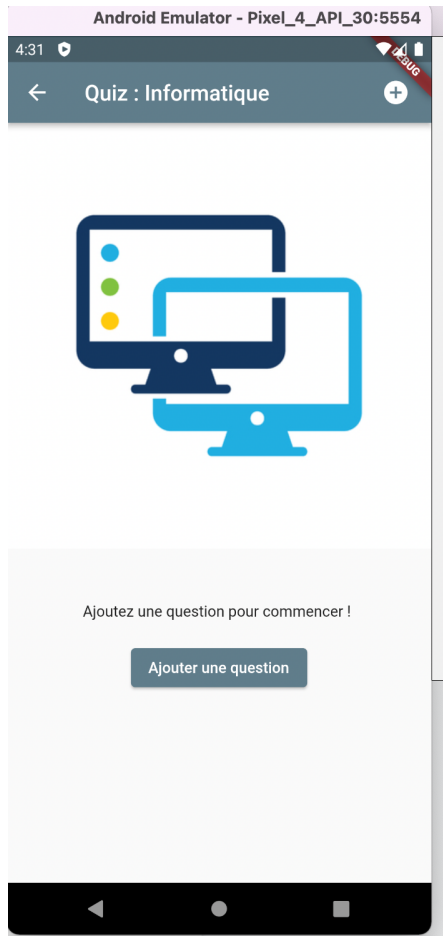 Android Emulator - Pixel_4_API_30:5554
4:31
DEBUG
Quiz : Informatique
Ajoutez une question pour commencer !
Ajouter une question